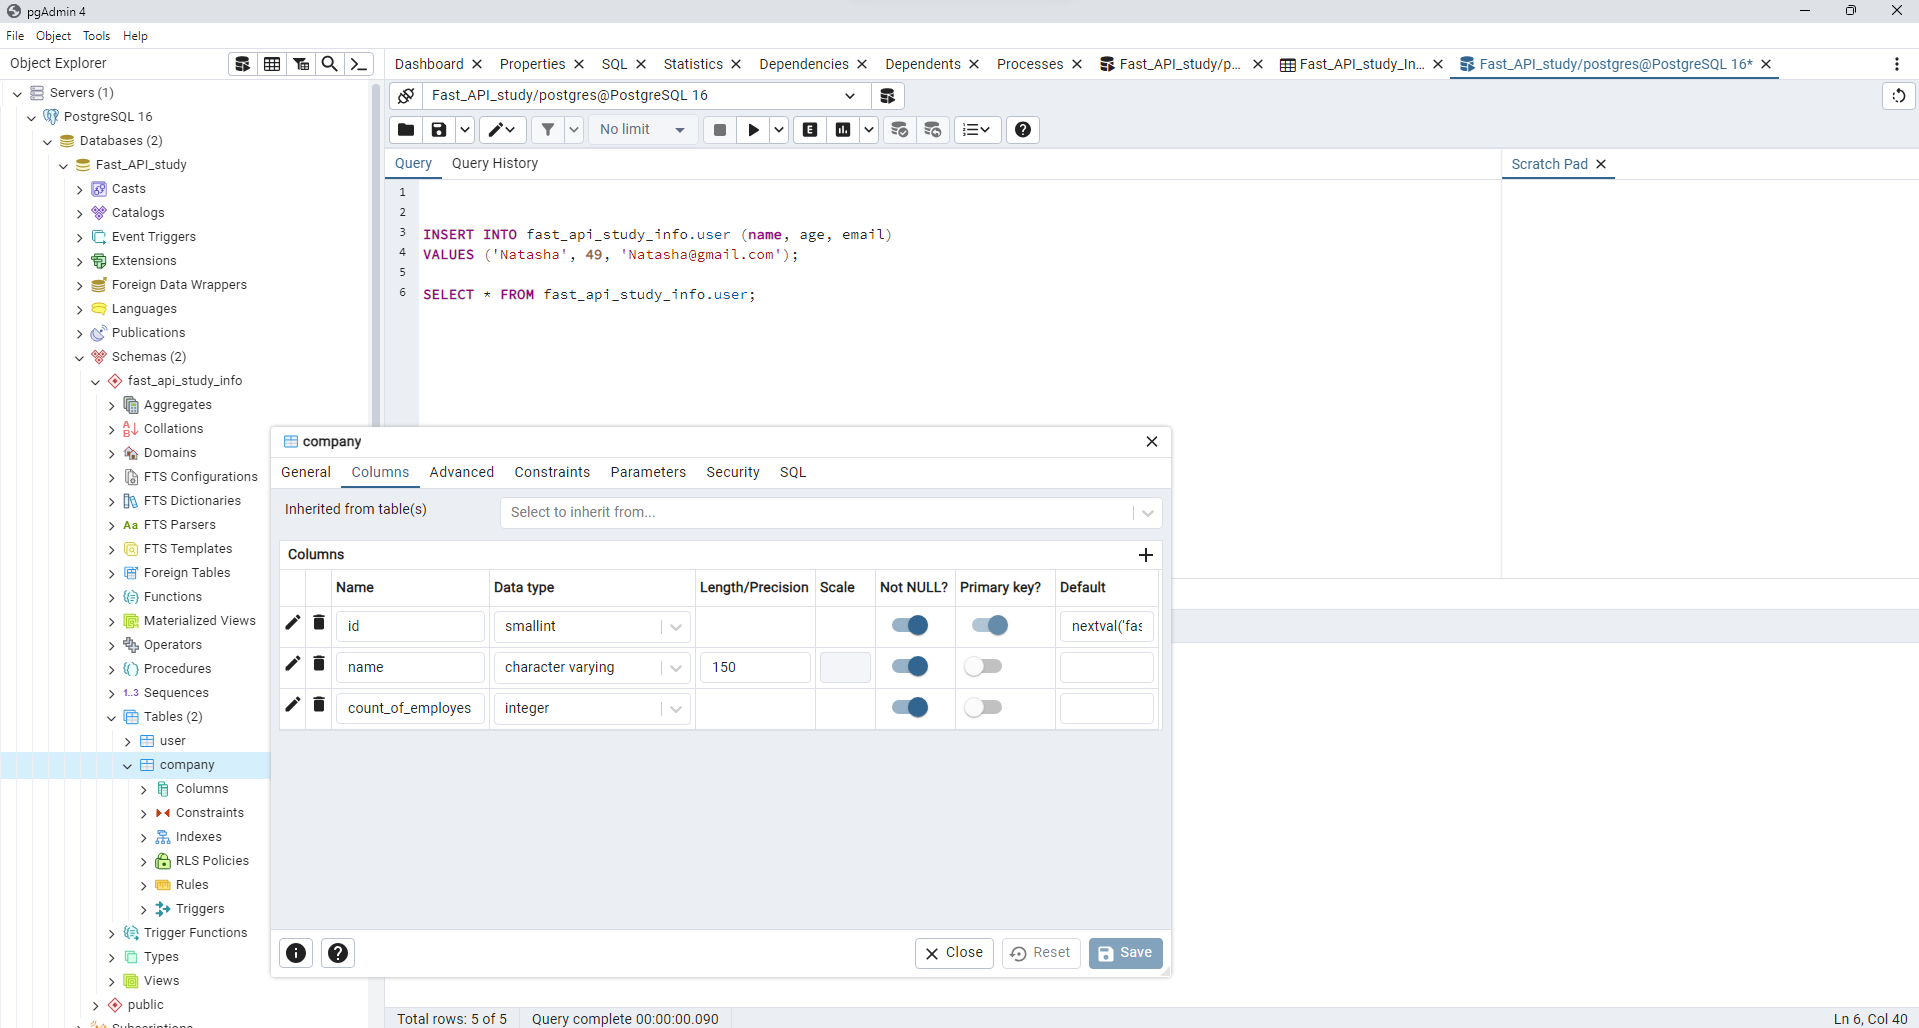 pgAdmin 4
File Object Tools Help
Object Explorer
Servers (1)
PostgreSQL 16
Databases (2)
Fast_API_study
Casts
Catalogs
Event Triggers
Extensions
Foreign Data Wrappers
Languages
Publications
Schemas (2)
fast_api_study_info
Aggregates
Collations
Domains
FTS Configurations
FTS Dictionaries
Aa FTS Parsers
FTS Templates
Foreign Tables
Functions
Materialized Views
Operators
Procedures
1..3 Sequences
Tables (2)
user
company
Columns
Constraints
Indexes
RLS Policies
Rules
Triggers
Trigger Functions
Types
Views
public
Subscriptions
Dashboard Properties SQL Statistics Dependencies Dependents Processes Fast_API_study/p... Fast_API_study_In... Fast_API_study/postgres@PostgreSQL 16*
Fast_API_study/postgres@PostgreSQL 16
No limit E
Query Query History
Scratch Pad
1
2
3 INSERT INTO fast_api_study_info.user (name, age, email)
4 VALUES ('Natasha', 49, 'Natasha@gmail.com');
5
6 SELECT * FROM fast_api_study_info.user;
company
General Columns Advanced Constraints Parameters Security SQL
Inherited from table(s) Select to inherit from...
Columns
Name Data type Length/Precision Scale Not NULL? Primary key? Default
id smallint nextval('fas
name character varying 150
count_of_employes integer
Close Reset Save
Total rows: 5 of 5 Query complete 00:00:00.090
Ln 6, Col 40